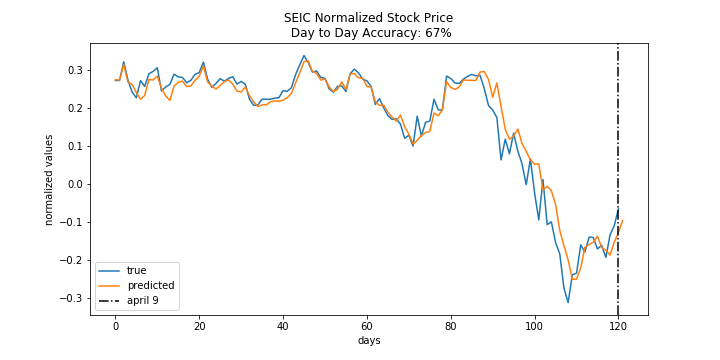 SEIC Normalized Stock Price
Day to Day Accuracy: 67%
normalized values
0.3
0.2
0.1
0.0
−0.1
−0.2
−0.3
true
predicted
april 9
0 20 40 60 80 100 120
days